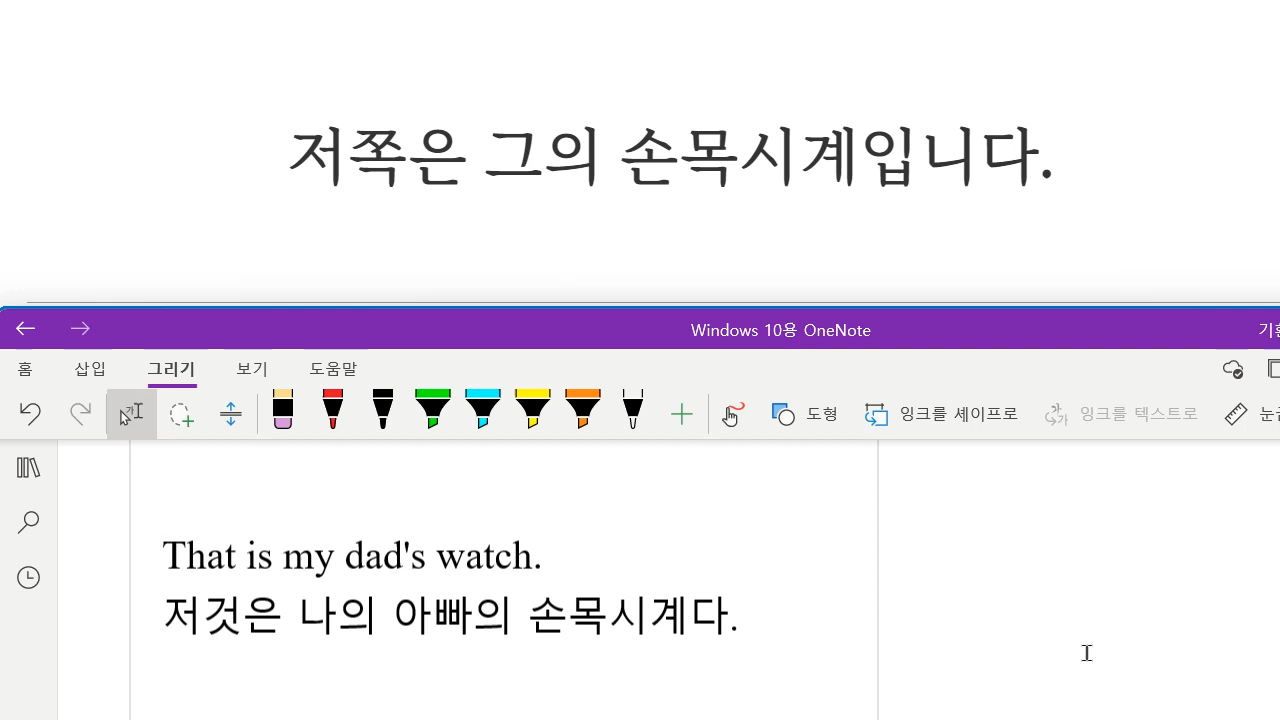 저쪽은 그의 손목시계입니다.
Windows 10용 OneNote
홈 삽입 그리기 보기 도움말
도형 잉크를 셰이프로 잉크를 텍스트로
That is my dad's watch.
저것은 나의 아빠의 손목시계다.